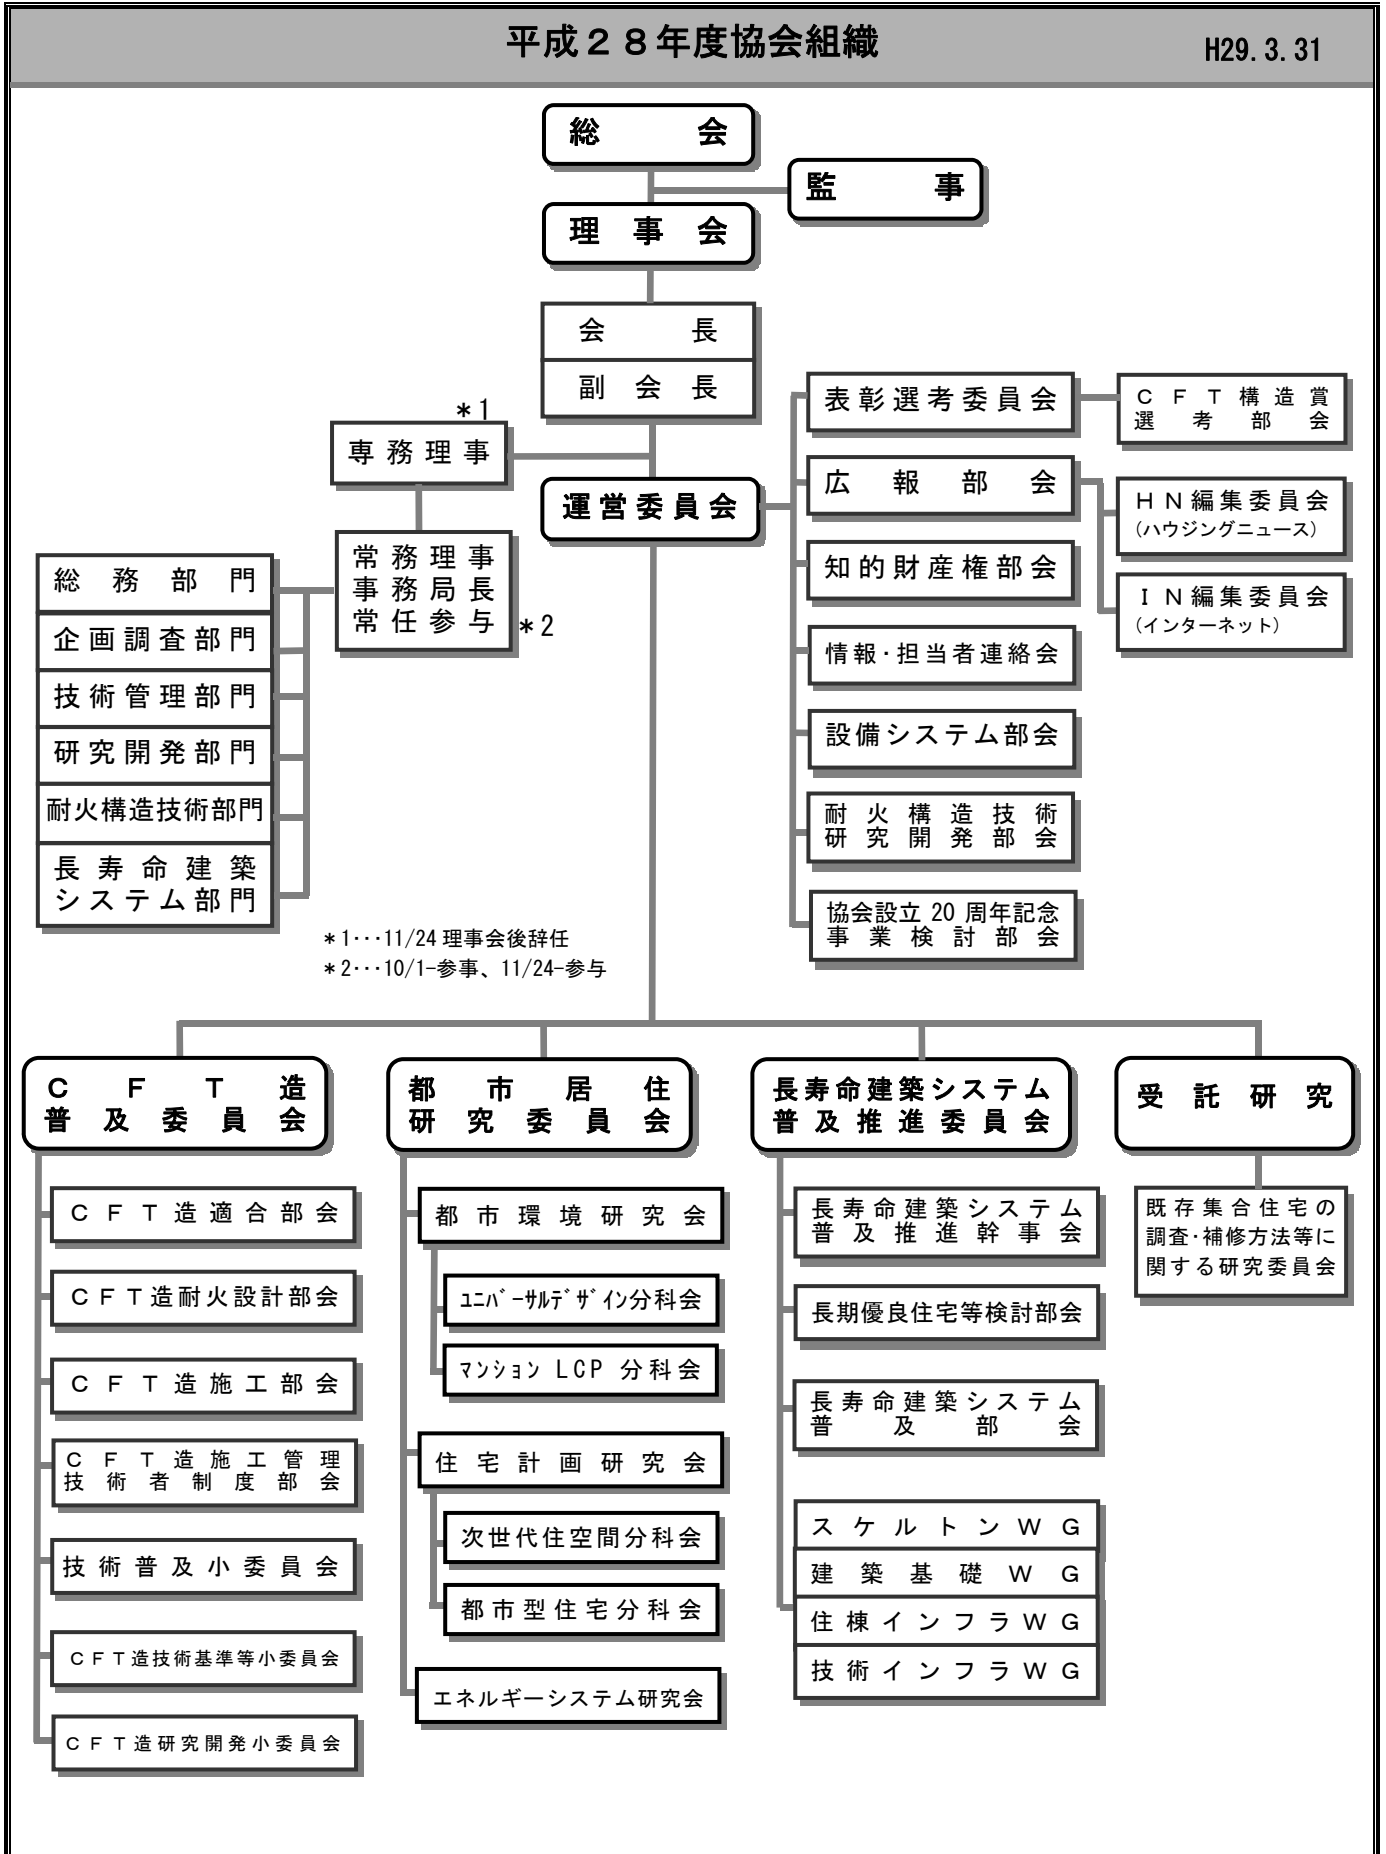 平成２８年度協会組織
H29.3.31
総会
監事
理事会
会長
副会長
＊1
専務理事
運営委員会
常務理事
事務局長
常任参与
＊2
総務部門
企画調査部門
技術管理部門
研究開発部門
耐火構造技術部門
長寿命建築
システム部門
表彰選考委員会
ＣＦＴ構造賞
選考部会
広報部会
ＨＮ編集委員会
(ハウジングニュース)
ＩＮ編集委員会
(インターネット)
知的財産権部会
情報・担当者連絡会
設備システム部会
耐火構造技術
研究開発部会
協会設立 20 周年記念
事業検討部会
＊1･･･11/24 理事会後辞任
＊2･･･10/1-参事、11/24-参与
ＣＦＴ造
普及委員会
ＣＦＴ造適合部会
ＣＦＴ造耐火設計部会
ＣＦＴ造施工部会
ＣＦＴ造施工管理
技術者制度部会
技術普及小委員会
ＣＦＴ造技術基準等小委員会
ＣＦＴ造研究開発小委員会
都市居住
研究委員会
都市環境研究会
ﾕﾆﾊﾞｰｻﾙﾃﾞｻﾞｲﾝ分科会
ﾏﾝｼｮﾝ LCP 分科会
住宅計画研究会
次世代住空間分科会
都市型住宅分科会
エネルギーシステム研究会
長寿命建築システム
普及推進委員会
長寿命建築システム
普及推進幹事会
長期優良住宅等検討部会
長寿命建築システム
普及部会
スケルトンＷＧ
建築基礎ＷＧ
住棟インフラＷＧ
技術インフラＷＧ
受託研究
既存集合住宅の
調査・補修方法等に
関する研究委員会